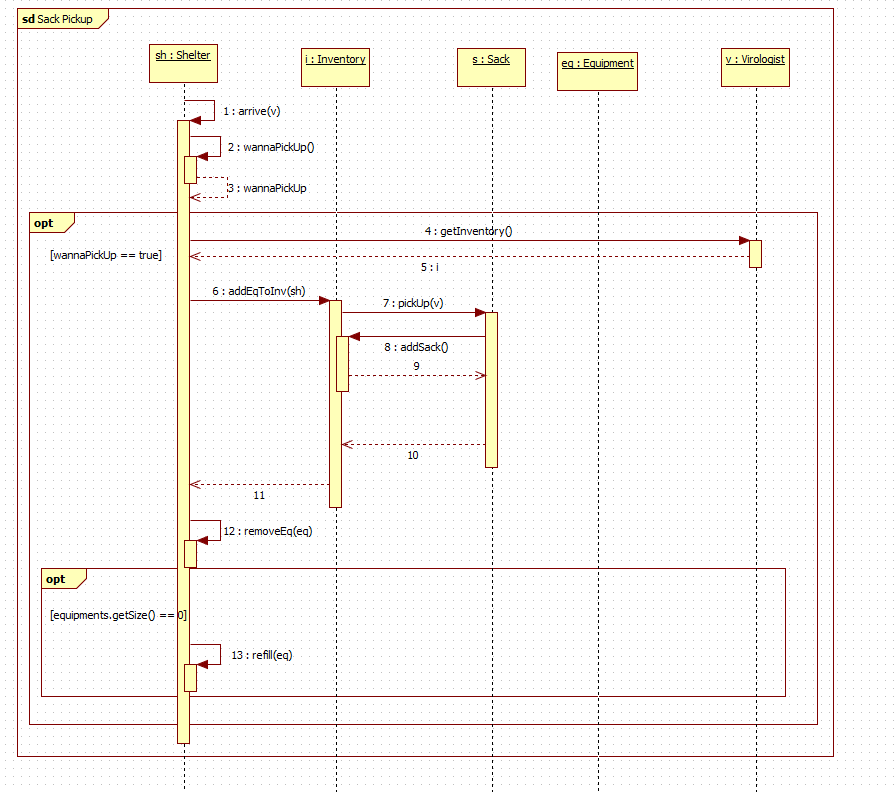 sd Sack Pickup
sh : Shelter
i : Inventory
s : Sack
eq : Equipment
v : Virologist
1 : arrive(v)
2 : wannaPickUp()
3 : wannaPickUp
opt
4 : getInventory()
[wannaPickUp == true]
5 : i
6 : addEqToInv(sh)
7 : pickUp(v)
8 : addSack()
9
10
11
12 : removeEq(eq)
opt
[equipments.getSize() == 0]
13 : refill(eq)